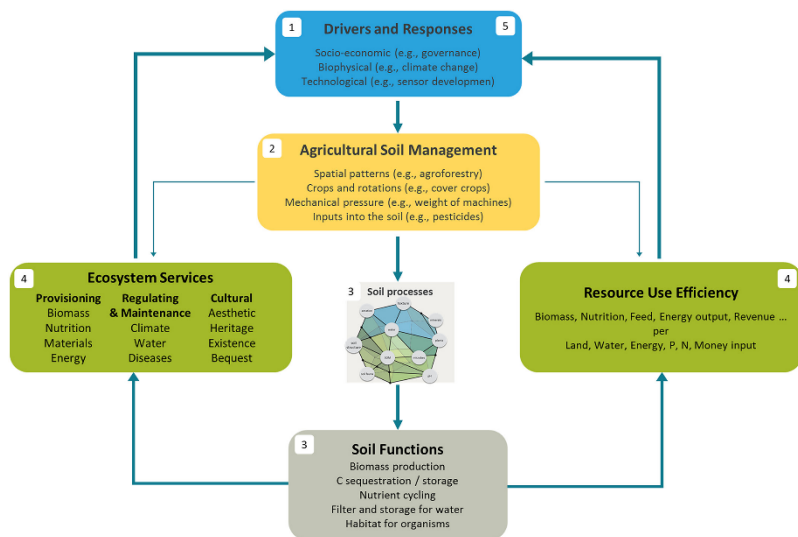 1
Drivers and Responses
5
Socio-economic (e.g., governance)
Biophysical (e.g., climate change)
Technological (e.g., sensor developmen)
2
Agricultural Soil Management
Spatial patterns (e.g., agroforestry)
Crops and rotations (e.g., cover crops)
Mechanical pressure (e.g., weight of machines)
Inputs into the soil (e.g., pesticides)
4
Ecosystem Services
Provisioning
Biomass
Nutrition
Materials
Energy
Regulating
& Maintenance
Climate
Water
Diseases
Cultural
Aesthetic
Heritage
Existence
Bequest
3
Soil processes
4
Resource Use Efficiency
Biomass, Nutrition, Feed, Energy output, Revenue ...
per
Land, Water, Energy, P, N, Money input
3
Soil Functions
Biomass production
C sequestration / storage
Nutrient cycling
Filter and storage for water
Habitat for organisms